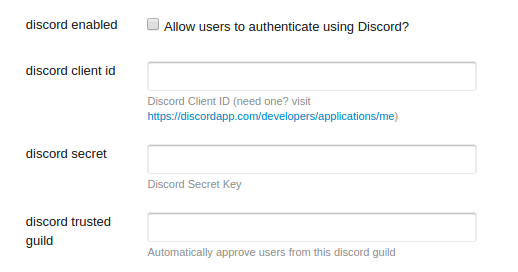 discord enabled
Allow users to authenticate using Discord?
discord client id
Discord Client ID (need one? visit
https://discordapp.com/developers/applications/me)
discord secret
Discord Secret Key
discord trusted
guild
Automatically approve users from this discord guild